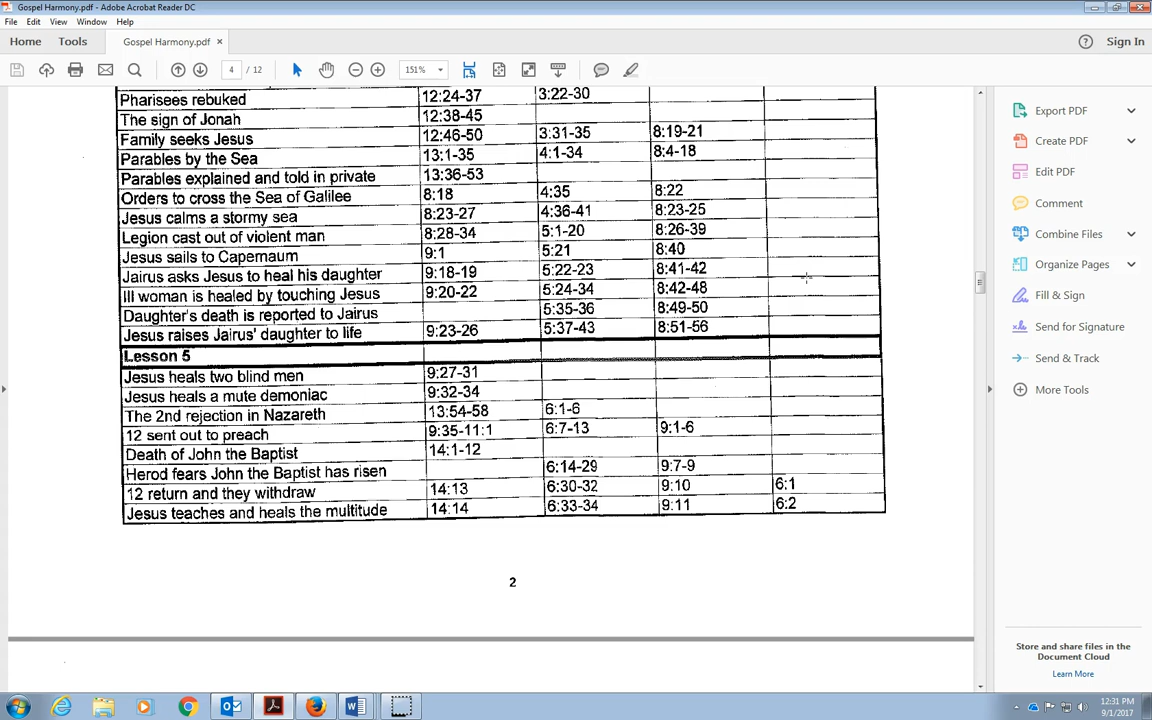 Gospel Harmony.pdf - Adobe Acrobat Reader DC
File Edit View Window Help
Home Tools Gospel Harmony.pdf × Sign In
4 / 12 151%
Pharisees rebuked 12:24-37 3:22-30
The sign of Jonah 12:38-45
Family seeks Jesus 12:46-50 3:31-35 8:19-21
Parables by the Sea 13:1-35 4:1-34 8:4-18
Parables explained and told in private 13:36-53
Orders to cross the Sea of Galilee 8:18 4:35 8:22
Jesus calms a stormy sea 8:23-27 4:36-41 8:23-25
Legion cast out of violent man 8:28-34 5:1-20 8:26-39
Jesus sails to Capernaum 9:1 5:21 8:40
Jairus asks Jesus to heal his daughter 9:18-19 5:22-23 8:41-42
Ill woman is healed by touching Jesus 9:20-22 5:24-34 8:42-48
Daughter's death is reported to Jairus 5:35-36 8:49-50
Jesus raises Jairus' daughter to life 9:23-26 5:37-43 8:51-56
Lesson 5
Jesus heals two blind men 9:27-31
Jesus heals a mute demoniac 9:32-34
The 2nd rejection in Nazareth 13:54-58 6:1-6
12 sent out to preach 9:35-11:1 6:7-13 9:1-6
Death of John the Baptist 14:1-12
Herod fears John the Baptist has risen 6:14-29 9:7-9
12 return and they withdraw 14:13 6:30-32 9:10 6:1
Jesus teaches and heals the multitude 14:14 6:33-34 9:11 6:2
2
Export PDF
Create PDF
Edit PDF
Comment
Combine Files
Organize Pages
Fill & Sign
Send for Signature
Send & Track
More Tools
Store and share files in the
Document Cloud
Learn More
12:31 PM
9/1/2017